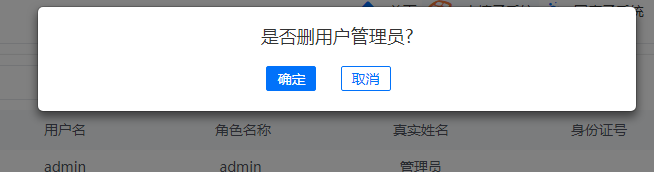 是否删用户管理员?
确定 取消
用户名 角色名称 真实姓名 身份证号
admin admin 管理员